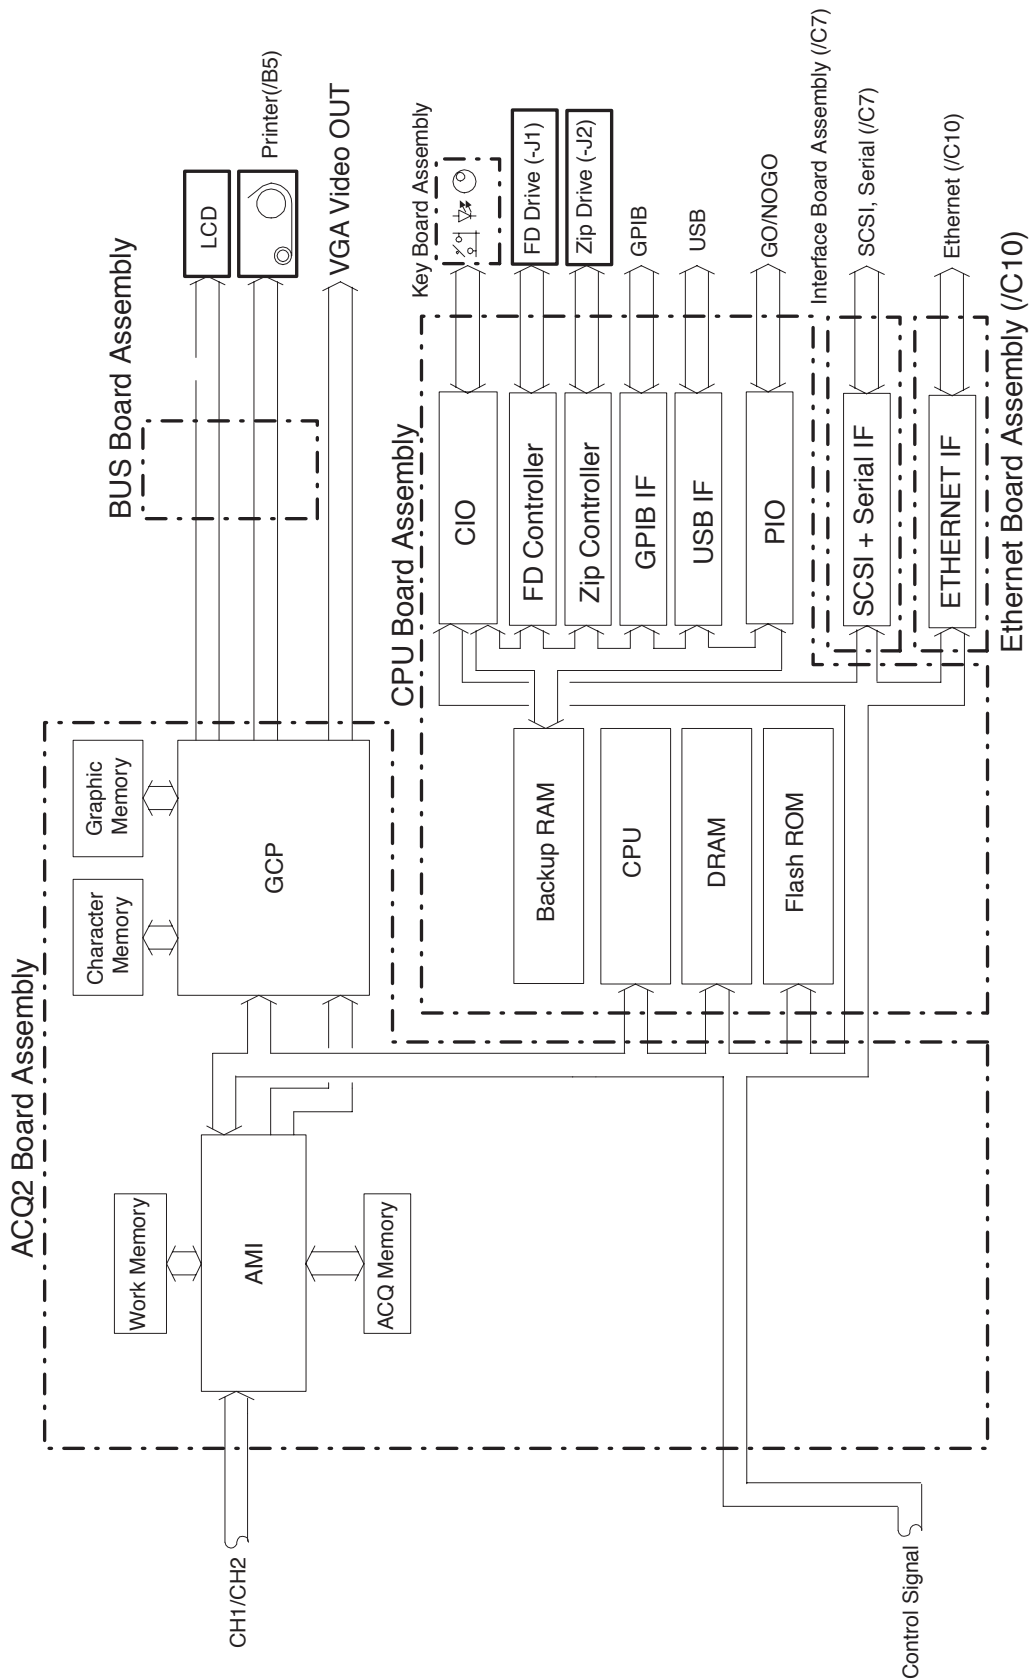 ACQ2 Board Assembly
BUS Board Assembly
Graphic
Memory
Character
Memory
GCP
LCD
Printer(/B5)
VGA Video OUT
Work Memory
AMI
ACQ Memory
CH1/CH2
CPU Board Assembly
Key Board Assembly
CIO
FD Controller
FD Drive (-J1)
Zip Controller
Zip Drive (-J2)
GPIB IF
GPIB
USB IF
USB
PIO
GO/NOGO
Backup RAM
CPU
DRAM
Flash ROM
Interface Board Assembly (/C7)
SCSI + Serial IF
SCSI, Serial (/C7)
ETHERNET IF
Ethernet (/C10)
Ethernet Board Assembly (/C10)
Control Signal